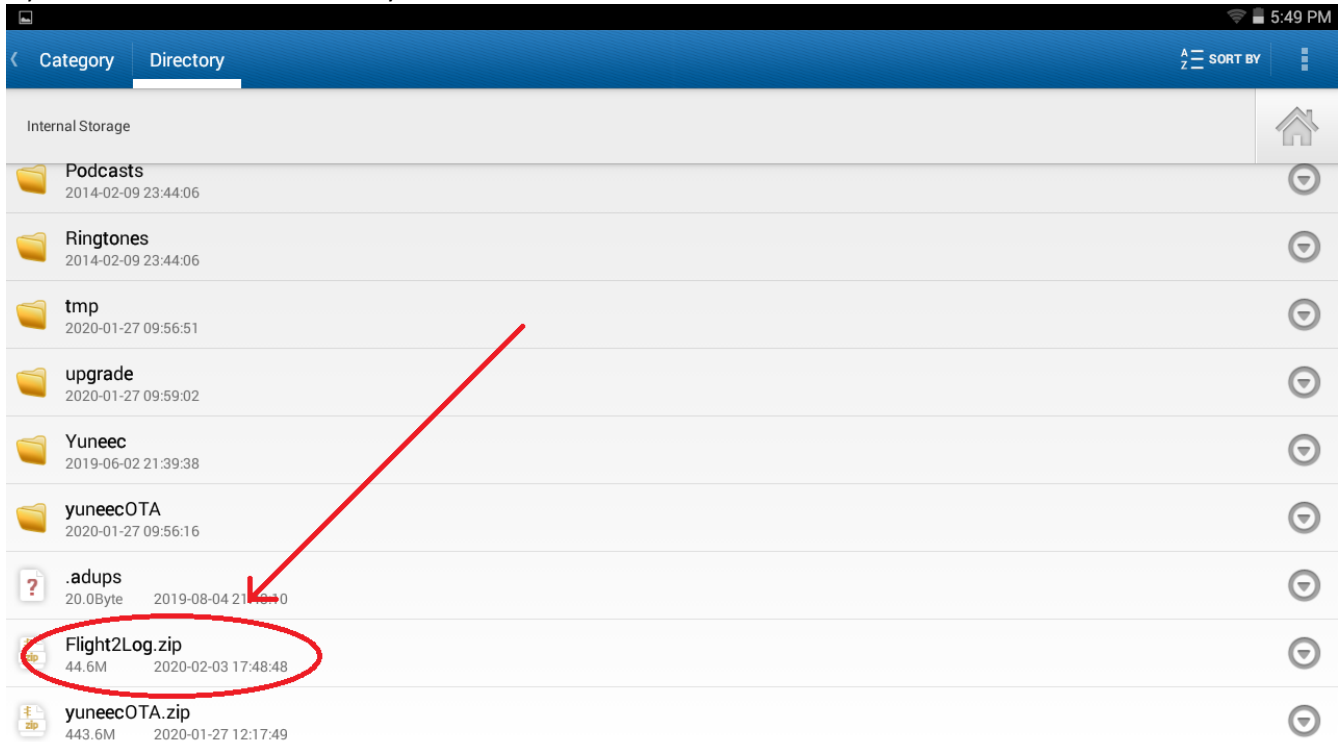 5:49 PM
Category Directory
A Z SORT BY
Internal Storage
Podcasts
2014-02-09 23:44:06
Ringtones
2014-02-09 23:44:06
tmp
2020-01-27 09:56:51
upgrade
2020-01-27 09:59:02
Yuneec
2019-06-02 21:39:38
yuneecOTA
2020-01-27 09:56:16
?
.adups
20.0Byte 2019-08-04
zip
Flight2Log.zip
44.6M 2020-02-03 17:48:48
zip
yuneecOTA.zip
443.6M 2020-01-27 12:17:49